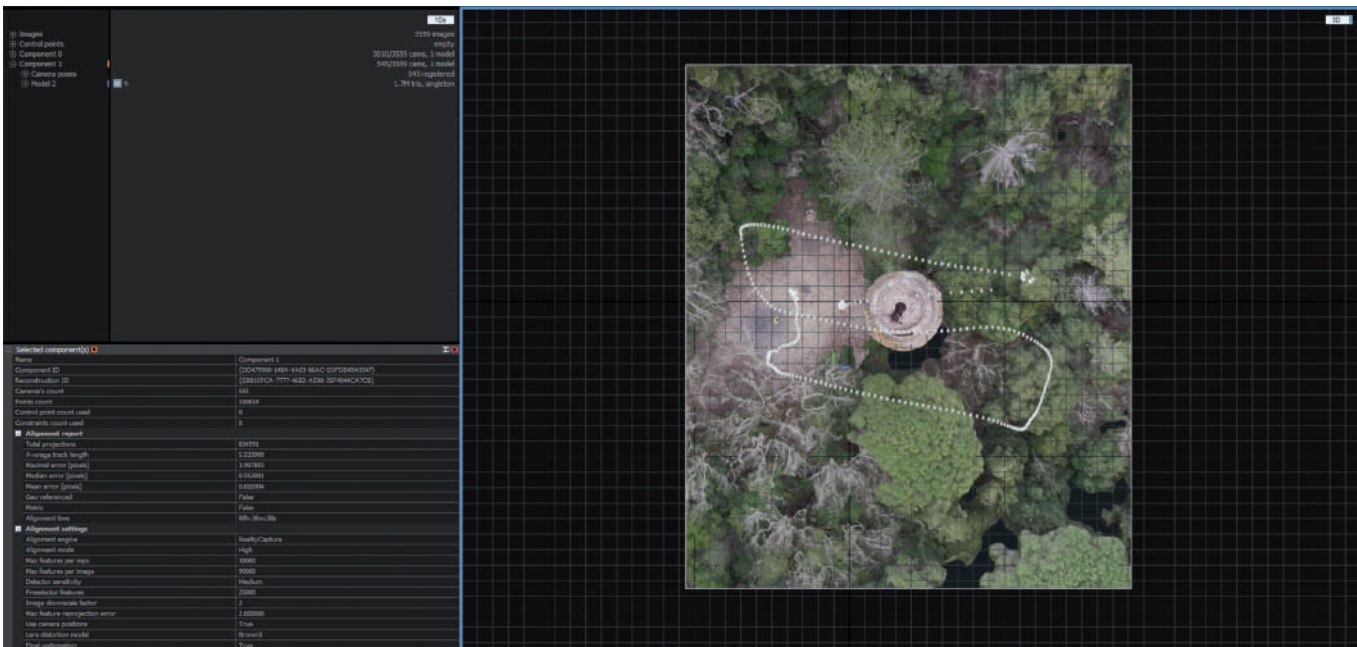 1Ds
3D
Images 3559 images
Control points empty
Component 0 3010/3559 cams, 1 model
Component 1 545/3559 cams, 1 model
Camera poses 545 registered
Model 2 1.7M tris, singleton
Selected component(s)
Name Component 1
Component ID
Reconstruction ID
Camera's count 545
Points count
Control point count used 0
Constraints count used 0
Alignment report
Total projections
Average track length
Maximal error [pixels]
Median error [pixels]
Mean error [pixels]
Geo-referenced False
Metric False
Alignment time
Alignment settings
Alignment engine RealityCapture
Alignment mode High
Max features per mpx
Max features per image
Detector sensitivity Medium
Preselector features
Image downscale factor 2
Max feature reprojection error 2.000000
Use camera positions True
Lens distortion model Brown3
Final optimization True